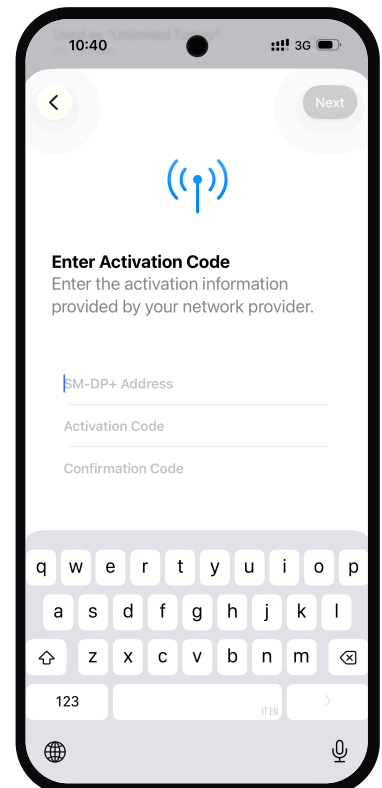 10:40
3G
Next
Enter Activation Code
Enter the activation information
provided by your network provider.
SM-DP+ Address
Activation Code
Confirmation Code
q w e r t y u i o p
a s d f g h j k l
z x c v b n m
123
IT EN